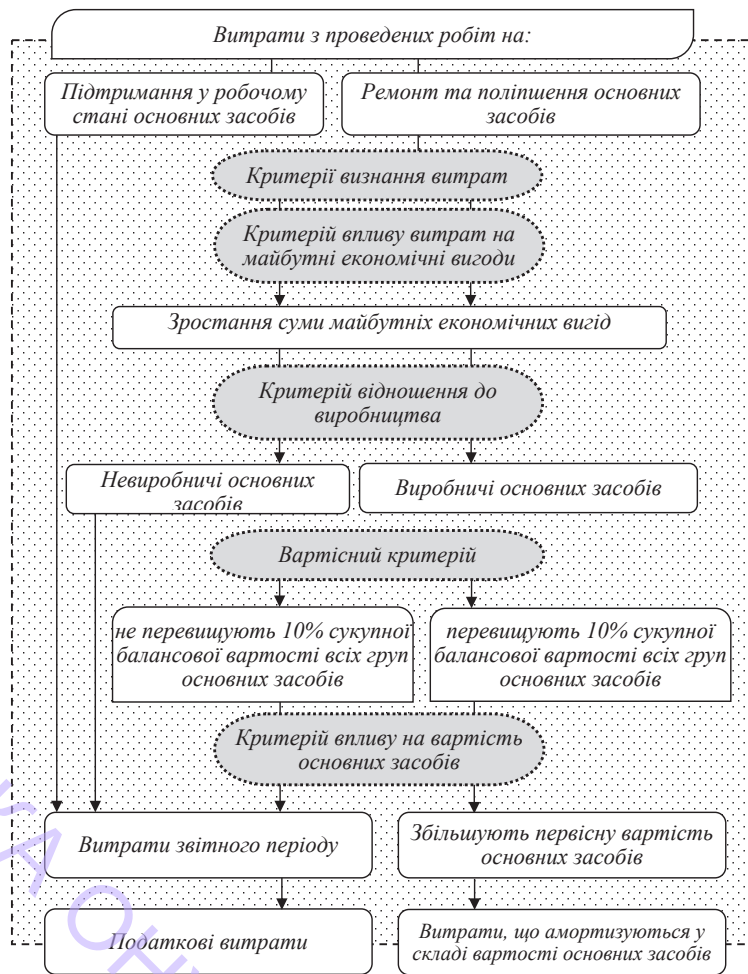 Витрати з проведених робіт на:
Підтримання у робочому
стані основних засобів
Ремонт та поліпшення основних
засобів
Критерії визнання витрат
Критерій впливу витрат на
майбутні економічні вигоди
Зростання суми майбутніх економічних вигід
Критерій відношення до
виробництва
Невиробничі основних
засобів
Виробничі основних засобів
Вартісний критерій
не перевищують 10% сукупної
балансової вартості всіх груп
основних засобів
перевищують 10% сукупної
балансової вартості всіх груп
основних засобів
Критерій впливу на вартість
основних засобів
Витрати звітного періоду
Збільшують первісну вартість
основних засобів
Податкові витрати
Витрати, що амортизуються у
складі вартості основних засобів